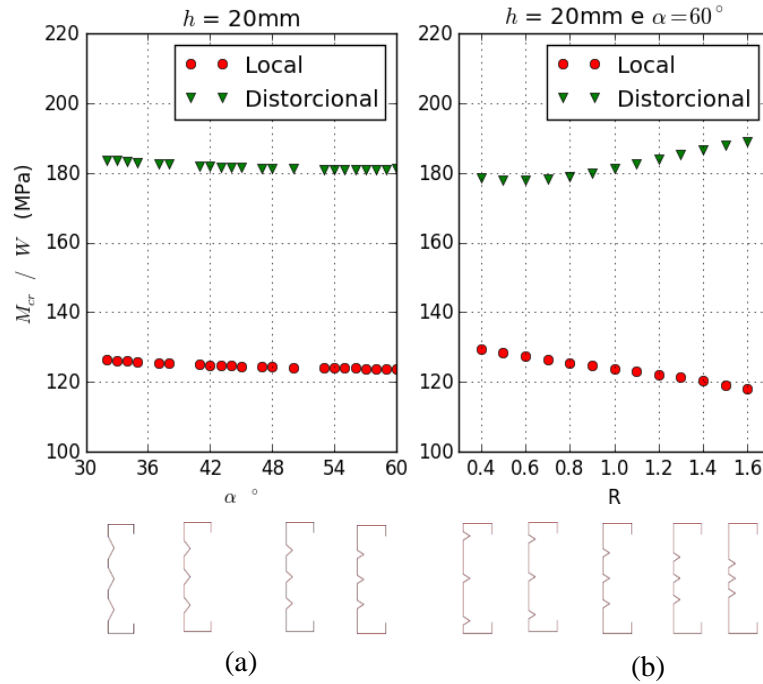 h = 20mm
h = 20mm e α=60°
M_cr / W (MPa)
220
200
180
160
140
120
100
Local
Distorcional
30 36 42 48 54 60
α °
220
200
180
160
140
120
100
Local
Distorcional
0.4 0.6 0.8 1.0 1.2 1.4 1.6
R
(a)
(b)